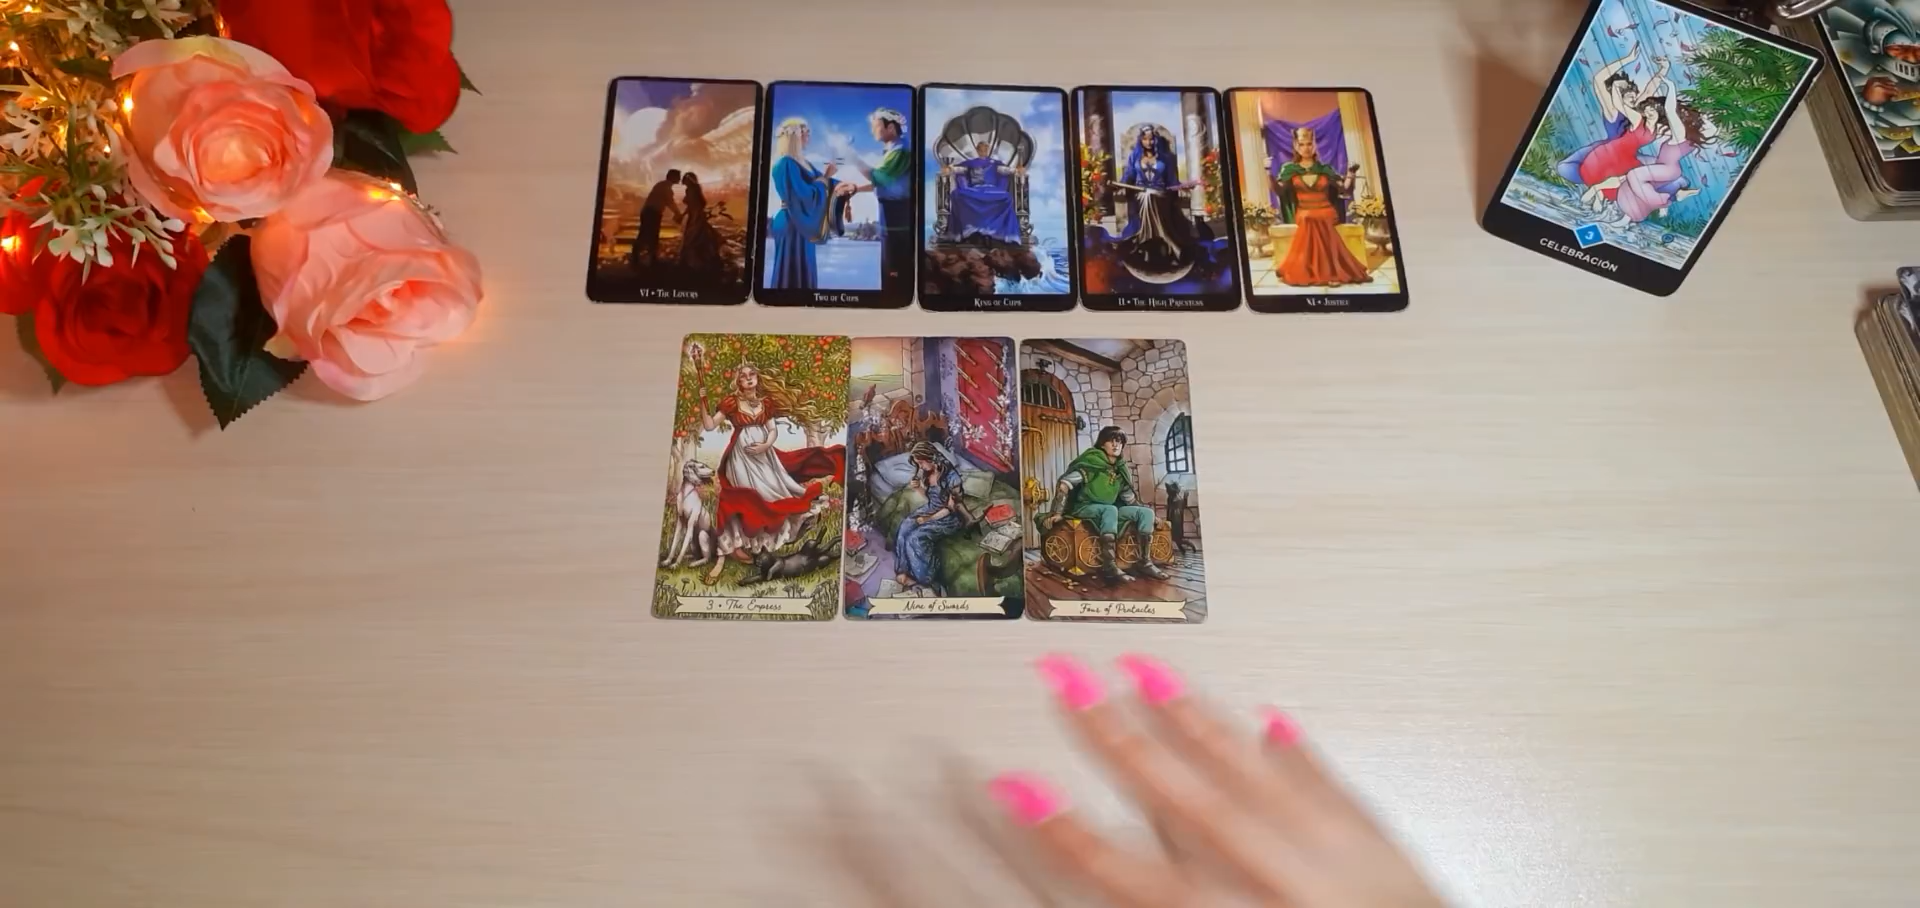 VI • The Lovers
Two of Cups
King of Cups
II • The High Priestess
XI • Justice
3
CELEBRACIÓN
3 • The Empress
Nine of Swords
Four of Pentacles